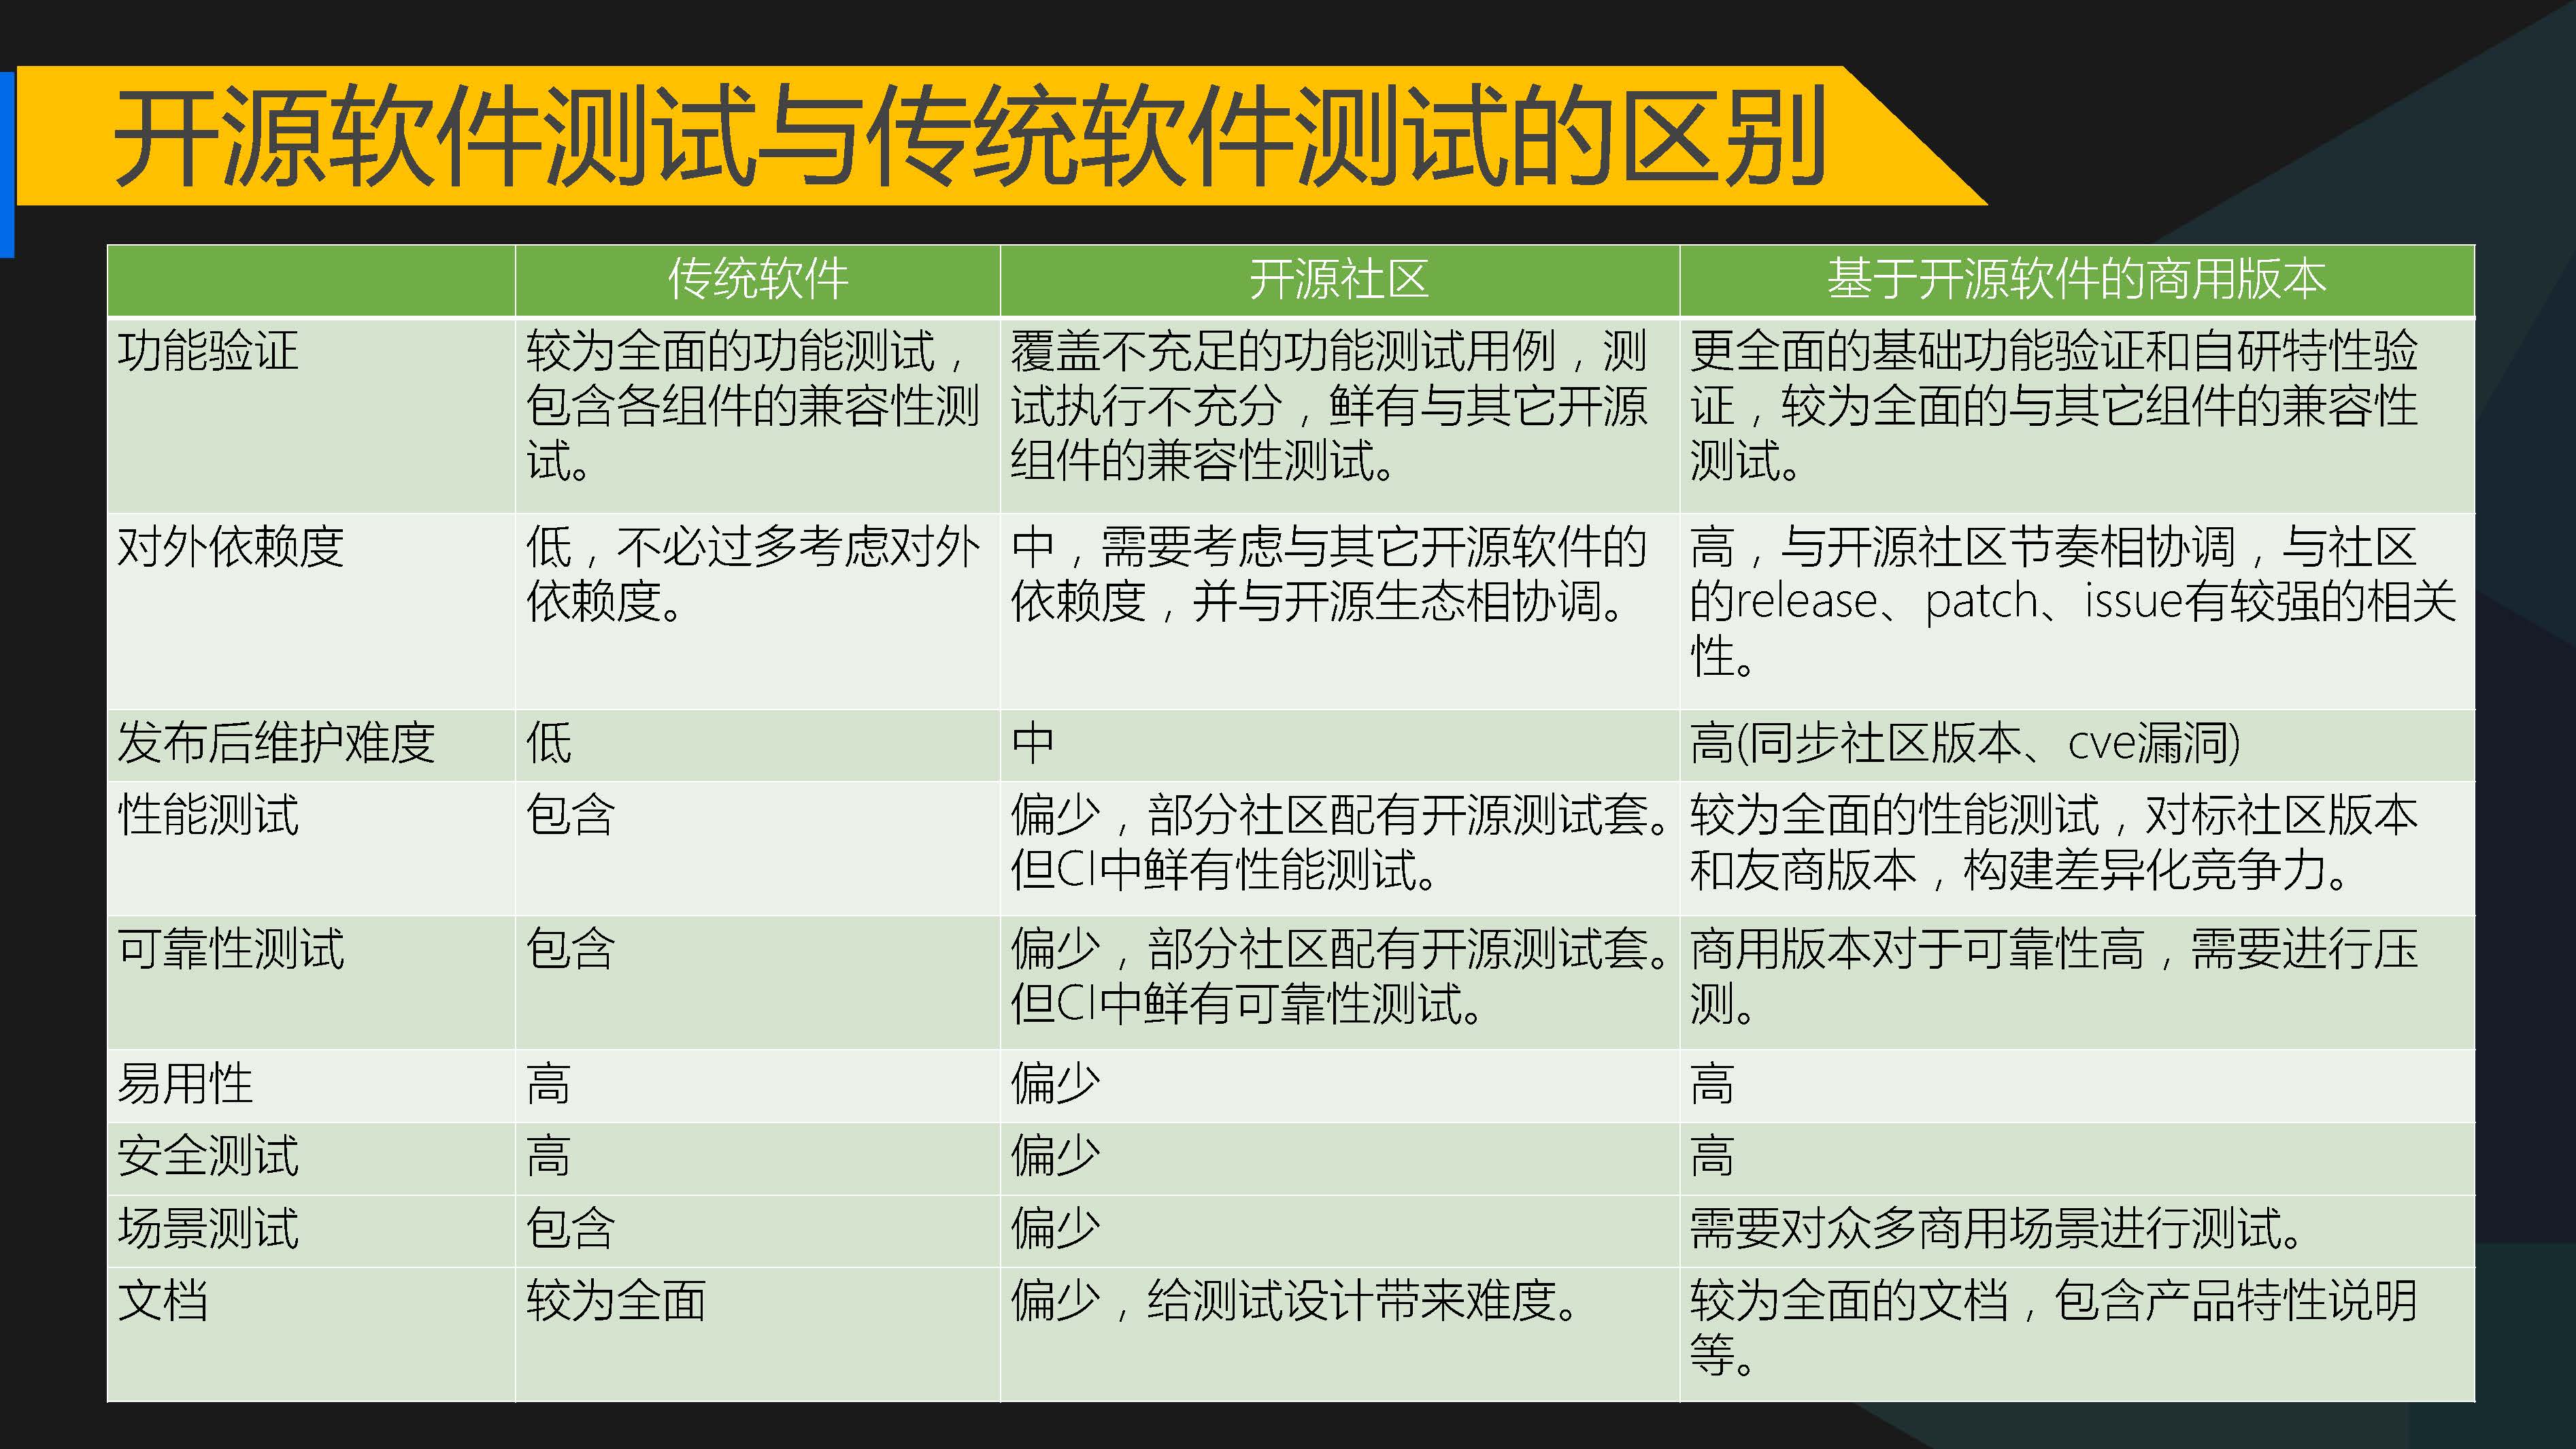 开源软件测试与传统软件测试的区别
传统软件
开源社区
基于开源软件的商用版本
功能验证
较为全面的功能测试，
包含各组件的兼容性测
试。
覆盖不充足的功能测试用例，测
试执行不充分，鲜有与其它开源
组件的兼容性测试。
更全面的基础功能验证和自研特性验
证，较为全面的与其它组件的兼容性
测试。
对外依赖度
低，不必过多考虑对外
依赖度。
中，需要考虑与其它开源软件的
依赖度，并与开源生态相协调。
高，与开源社区节奏相协调，与社区
的release、patch、issue有较强的相关
性。
发布后维护难度
低
中
高(同步社区版本、cve漏洞)
性能测试
包含
偏少，部分社区配有开源测试套。
但CI中鲜有性能测试。
较为全面的性能测试，对标社区版本
和友商版本，构建差异化竞争力。
可靠性测试
包含
偏少，部分社区配有开源测试套。
但CI中鲜有可靠性测试。
商用版本对于可靠性高，需要进行压
测。
易用性
高
偏少
高
安全测试
高
偏少
高
场景测试
包含
偏少
需要对众多商用场景进行测试。
文档
较为全面
偏少，给测试设计带来难度。
较为全面的文档，包含产品特性说明
等。